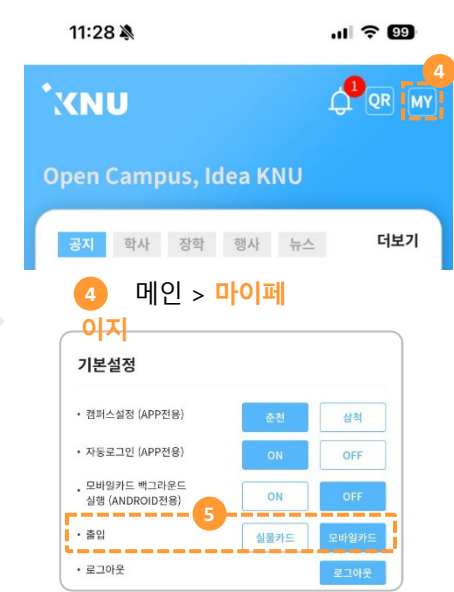 11:28
99
4
KNU
1
QR
MY
Open Campus, Idea KNU
공지 학사 장학 행사 뉴스 더보기
4 메인 > 마이페
이지
기본설정
• 캠퍼스설정 (APP전용) 춘천 삼척
• 자동로그인 (APP전용) ON OFF
• 모바일카드 백그라운드
실행 (ANDROID전용) ON OFF
5
• 출입 실물카드 모바일카드
• 로그아웃 로그아웃